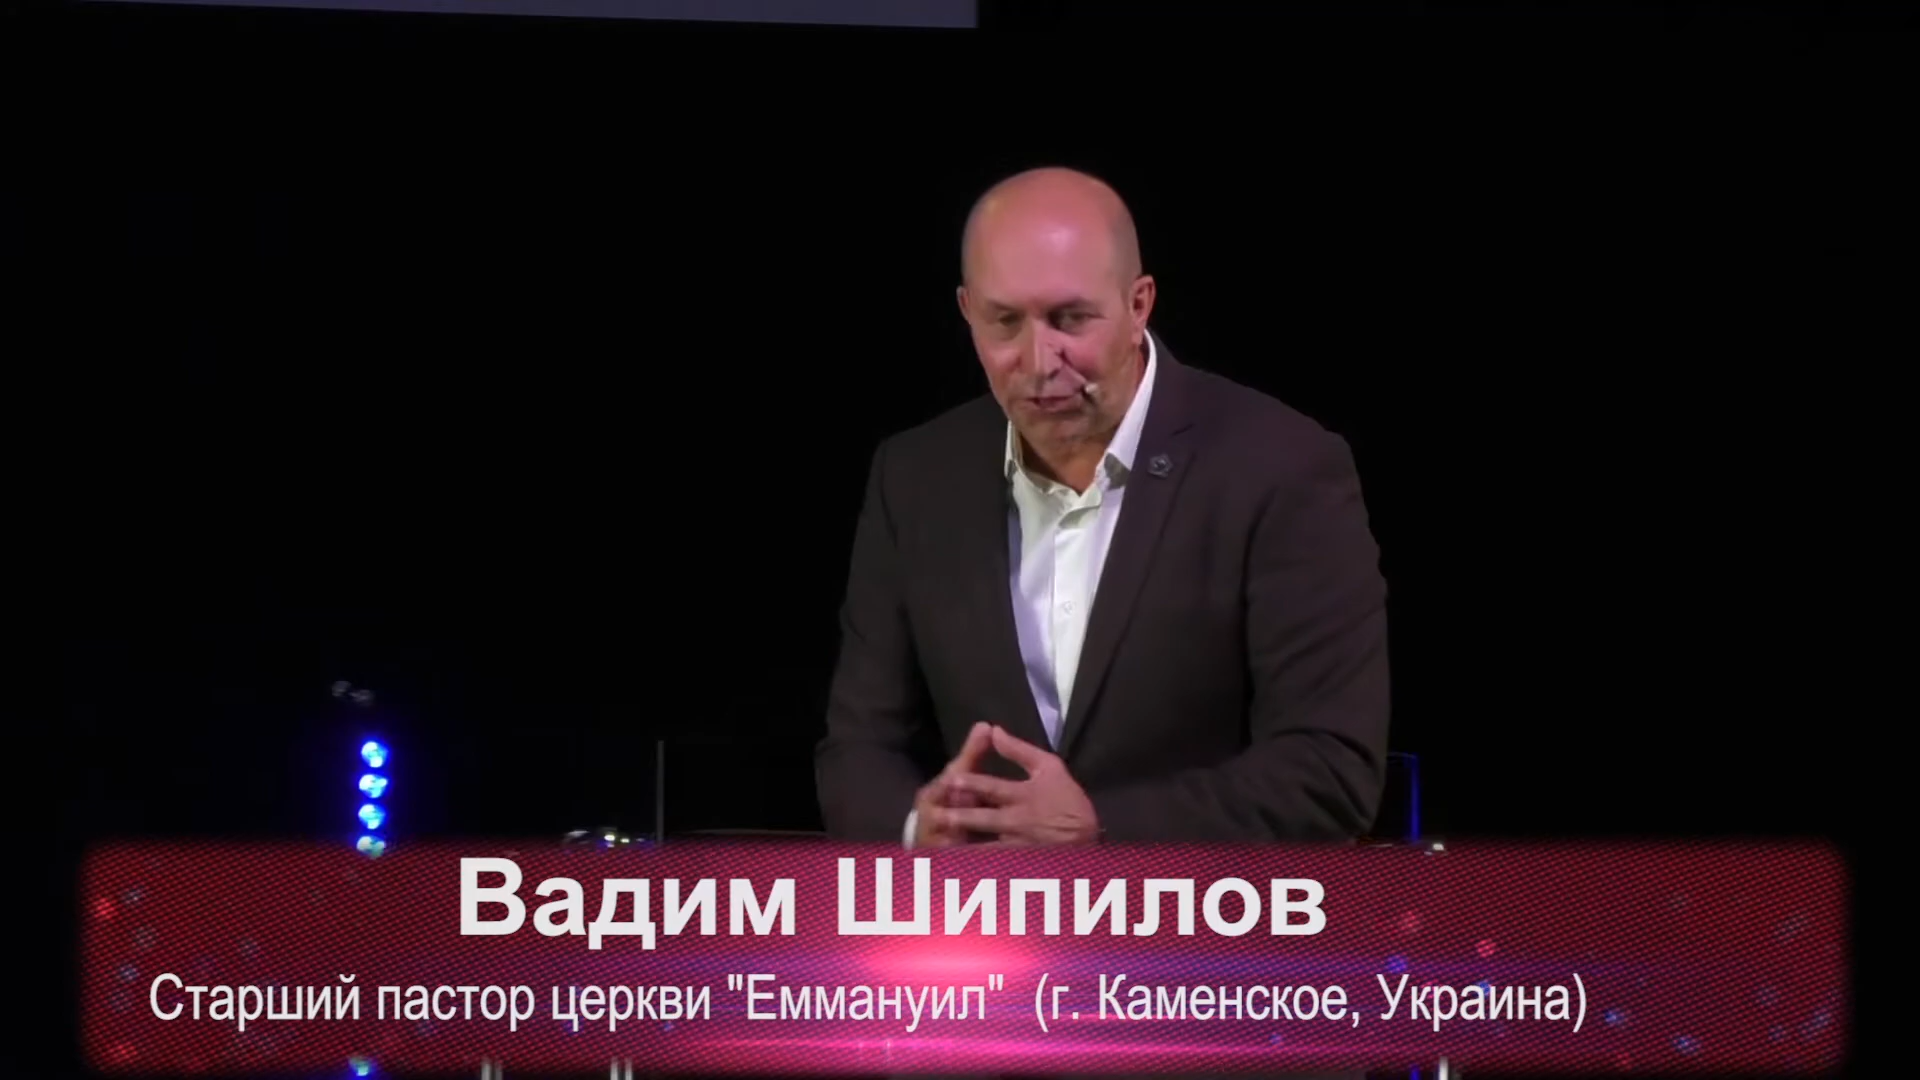 Вадим Шипилов
Старший пастор церкви "Еммануил" (г. Каменское, Украина)